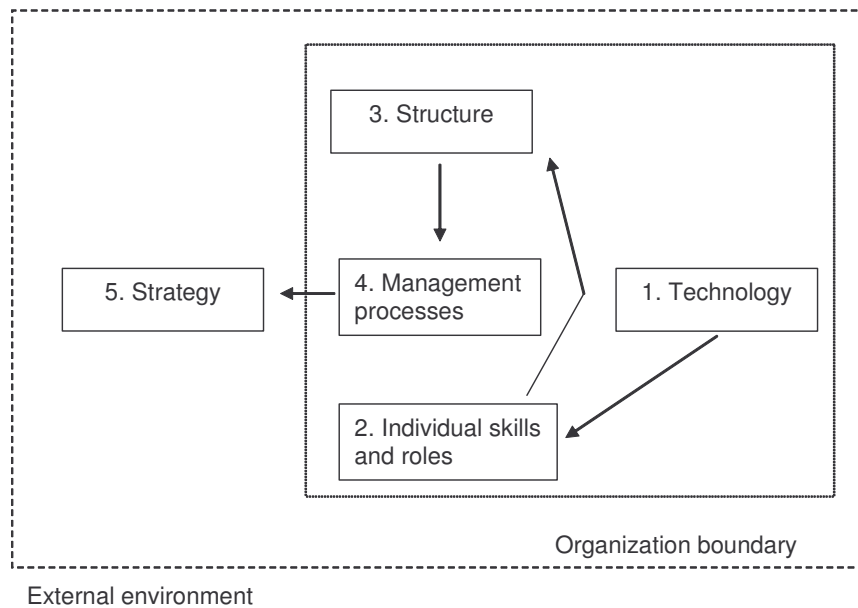 3. Structure
4. Management
processes
5. Strategy
1. Technology
2. Individual skills
and roles
Organization boundary
External environment